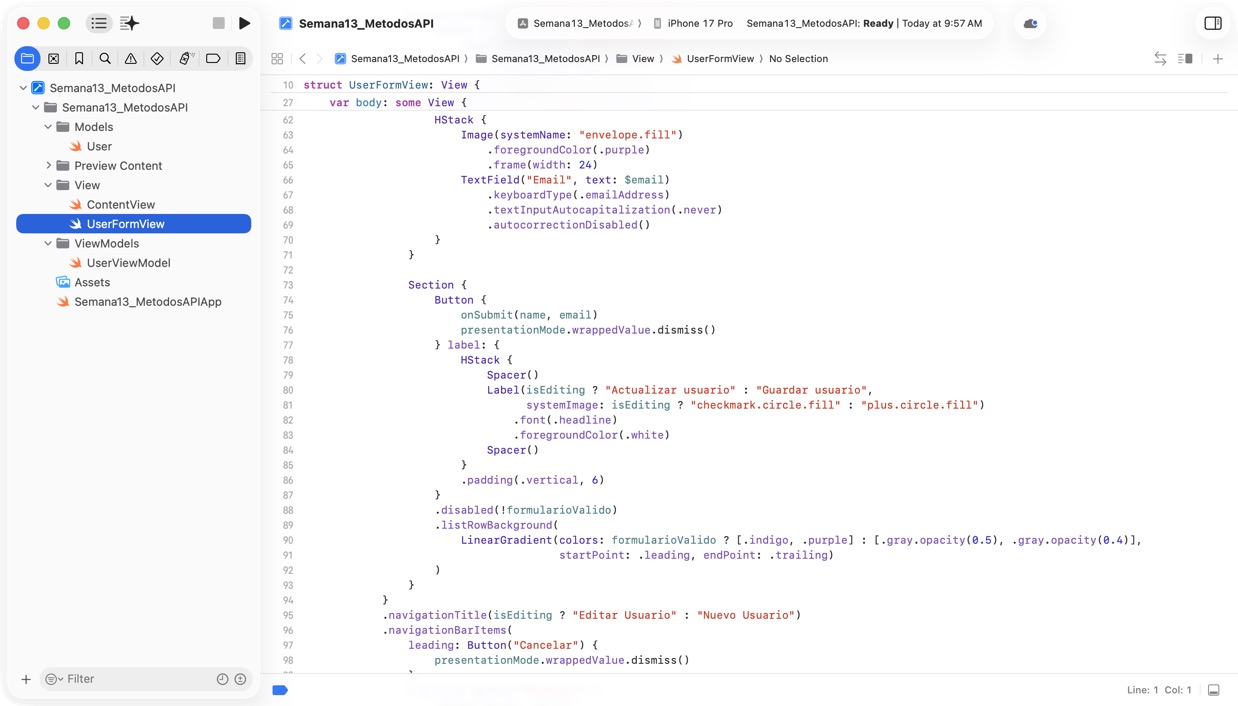 Semana13_MetodosAPI
Semana13_MetodosA
iPhone 17 Pro
Semana13_MetodosAPI: Ready | Today at 9:57 AM
Semana13_MetodosAPI
Semana13_MetodosAPI
Models
User
Preview Content
View
ContentView
UserFormView
ViewModels
UserViewModel
Assets
Semana13_MetodosAPIApp
Filter
Semana13_MetodosAPI 〉 Semana13_MetodosAPI 〉 View 〉 UserFormView 〉 No Selection
10 struct UserFormView: View {
27     var body: some View {
62                     HStack {
63                         Image(systemName: "envelope.fill")
64                             .foregroundColor(.purple)
65                             .frame(width: 24)
66                         TextField("Email", text: $email)
67                             .keyboardType(.emailAddress)
68                             .textInputAutocapitalization(.never)
69                             .autocorrectionDisabled()
70                     }
71                 }
72
73                 Section {
74                     Button {
75                         onSubmit(name, email)
76                         presentationMode.wrappedValue.dismiss()
77                     } label: {
78                         HStack {
79                             Spacer()
80                             Label(isEditing ? "Actualizar usuario" : "Guardar usuario",
81                                   systemImage: isEditing ? "checkmark.circle.fill" : "plus.circle.fill")
82                                 .font(.headline)
83                                 .foregroundColor(.white)
84                             Spacer()
85                         }
86                         .padding(.vertical, 6)
87                     }
88                     .disabled(!formularioValido)
89                     .listRowBackground(
90                         LinearGradient(colors: formularioValido ? [.indigo, .purple] : [.gray.opacity(0.5), .gray.opacity(0.4)],
91                                        startPoint: .leading, endPoint: .trailing)
92                     )
93                 }
94             }
95             .navigationTitle(isEditing ? "Editar Usuario" : "Nuevo Usuario")
96             .navigationBarItems(
97                 leading: Button("Cancelar") {
98                     presentationMode.wrappedValue.dismiss()
Line: 1 Col: 1